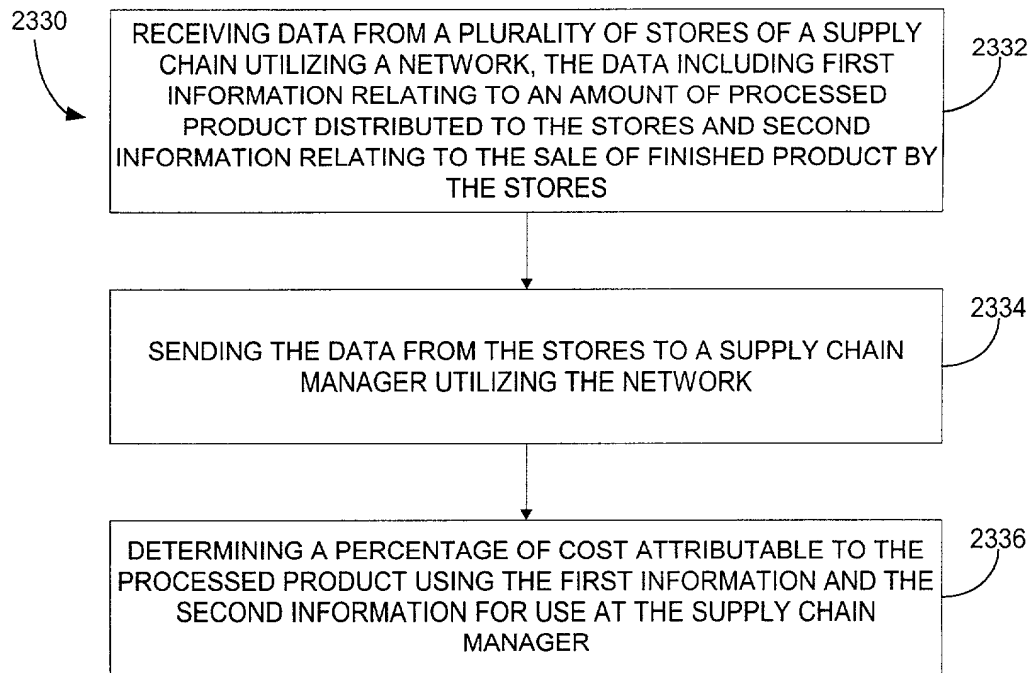 2330
RECEIVING DATA FROM A PLURALITY OF STORES OF A SUPPLY
CHAIN UTILIZING A NETWORK, THE DATA INCLUDING FIRST
INFORMATION RELATING TO AN AMOUNT OF PROCESSED
PRODUCT DISTRIBUTED TO THE STORES AND SECOND
INFORMATION RELATING TO THE SALE OF FINISHED PRODUCT BY
THE STORES
2332
SENDING THE DATA FROM THE STORES TO A SUPPLY CHAIN
MANAGER UTILIZING THE NETWORK
2334
DETERMINING A PERCENTAGE OF COST ATTRIBUTABLE TO THE
PROCESSED PRODUCT USING THE FIRST INFORMATION AND THE
SECOND INFORMATION FOR USE AT THE SUPPLY CHAIN
MANAGER
2336